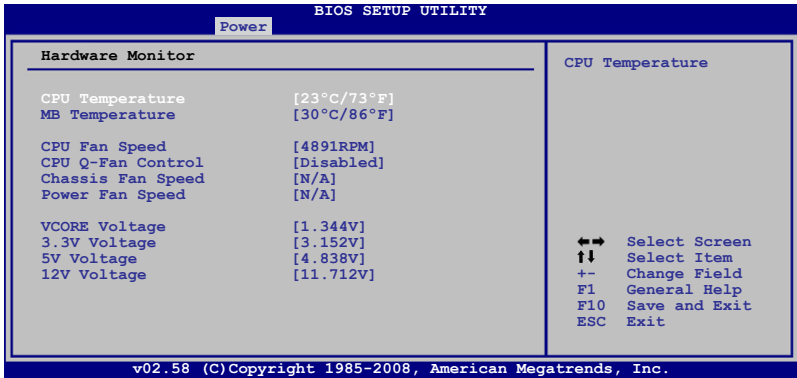 BIOS SETUP UTILITY
Power
Hardware Monitor
CPU Temperature [23°C/73°F]
MB Temperature [30°C/86°F]
CPU Fan Speed [4891RPM]
CPU Q-Fan Control [Disabled]
Chassis Fan Speed [N/A]
Power Fan Speed [N/A]
VCORE Voltage [1.344V]
3.3V Voltage [3.152V]
5V Voltage [4.838V]
12V Voltage [11.712V]
CPU Temperature
←→ Select Screen
↑↓ Select Item
+- Change Field
F1 General Help
F10 Save and Exit
ESC Exit
v02.58 (C)Copyright 1985-2008, American Megatrends, Inc.